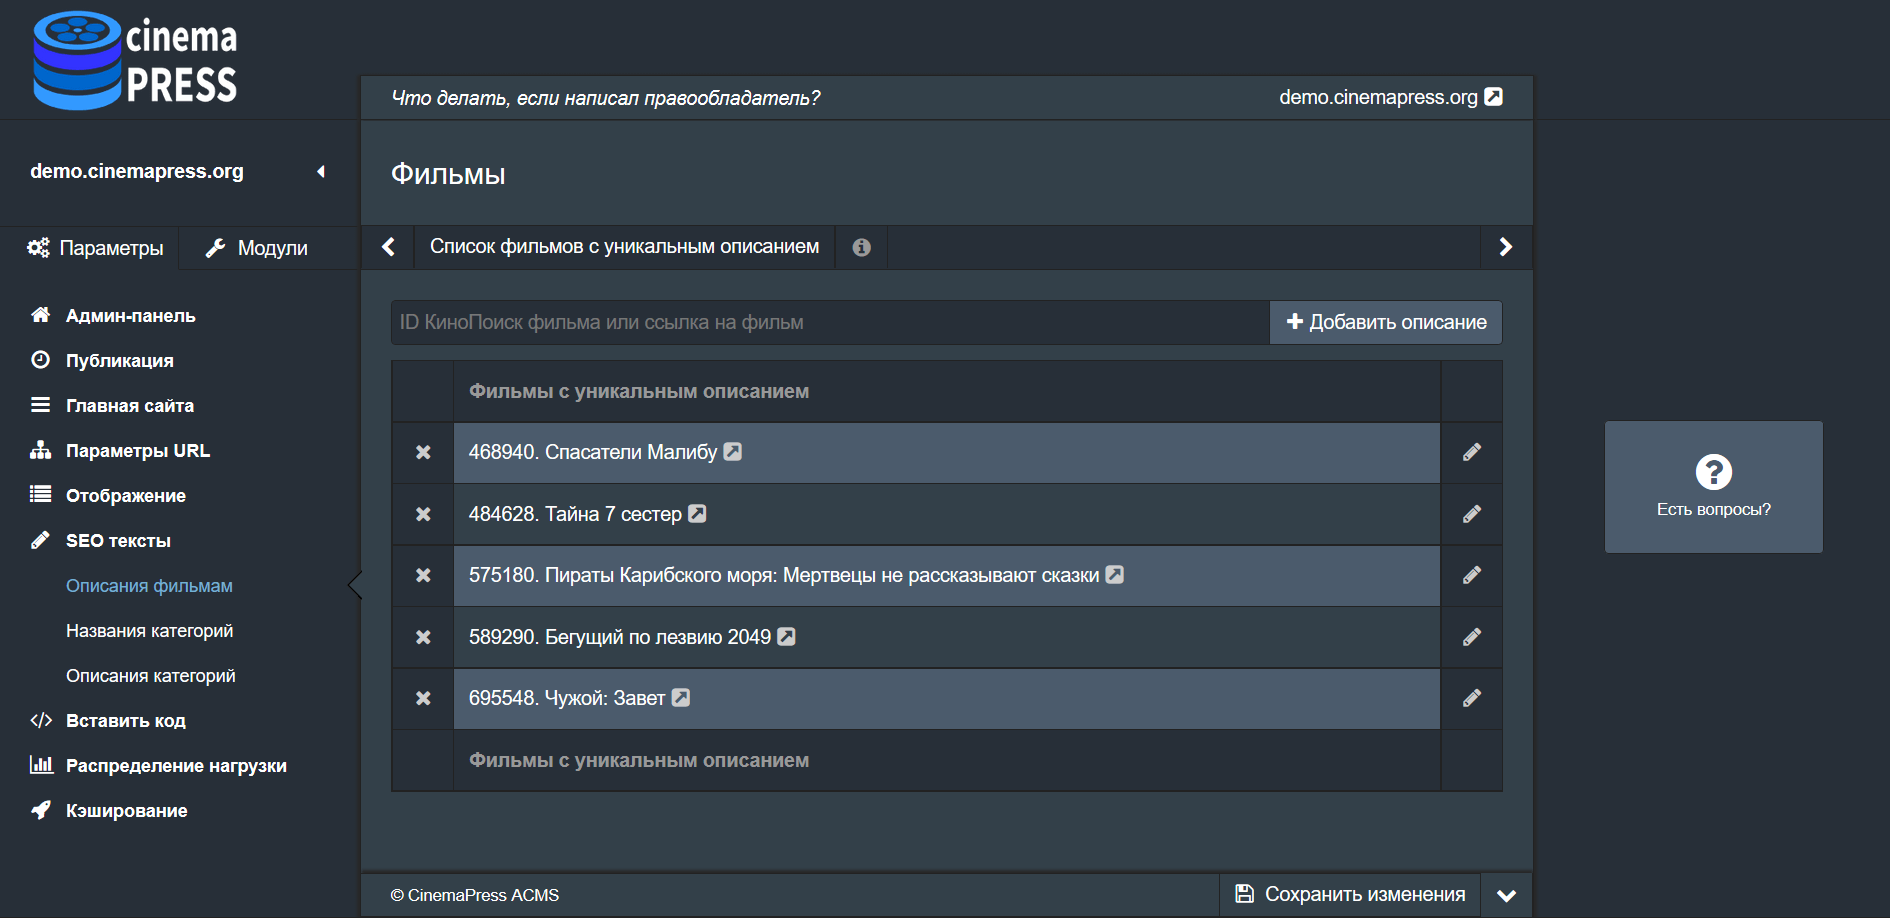 cinema
PRESS
Что делать, если написал правообладатель?
demo.cinemapress.org
demo.cinemapress.org
Фильмы
Параметры
Модули
Список фильмов с уникальным описанием
Админ-панель
Публикация
Главная сайта
Параметры URL
Отображение
SEO тексты
Описания фильмам
Названия категорий
Описания категорий
Вставить код
Распределение нагрузки
Кэширование
ID КиноПоиск фильма или ссылка на фильм
Добавить описание
Фильмы с уникальным описанием
468940. Спасатели Малибу
484628. Тайна 7 сестер
575180. Пираты Карибского моря: Мертвецы не рассказывают сказки
589290. Бегущий по лезвию 2049
695548. Чужой: Завет
Фильмы с уникальным описанием
Есть вопросы?
© CinemaPress ACMS
Сохранить изменения